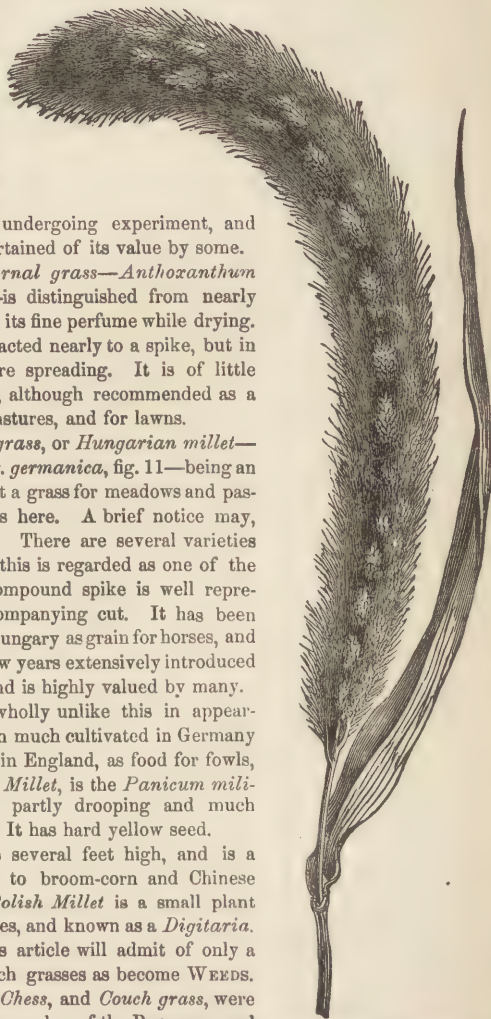 undergoing experiment, and
rtained of its value by some.
rnal grass—Anthoxanthum
is distinguished from nearly
its fine perfume while drying.
acted nearly to a spike, but in
re spreading. It is of little
, although recommended as a
astures, and for lawns.
grass, or Hungarian millet—
. germanica, fig. 11—being an
t a grass for meadows and pas-
s here. A brief notice may,
There are several varieties
this is regarded as one of the
ompound spike is well repre-
ompanying cut. It has been
ungary as grain for horses, and
w years extensively introduced
nd is highly valued by many.
wholly unlike this in appear-
n much cultivated in Germany
in England, as food for fowls,
Millet, is the Panicum mili-
partly drooping and much
It has hard yellow seed.
several feet high, and is a
to broom-corn and Chinese
olish Millet is a small plant
es, and known as a Digitaria.
s article will admit of only a
ch grasses as become WEEDS.
Chess, and Couch grass, were